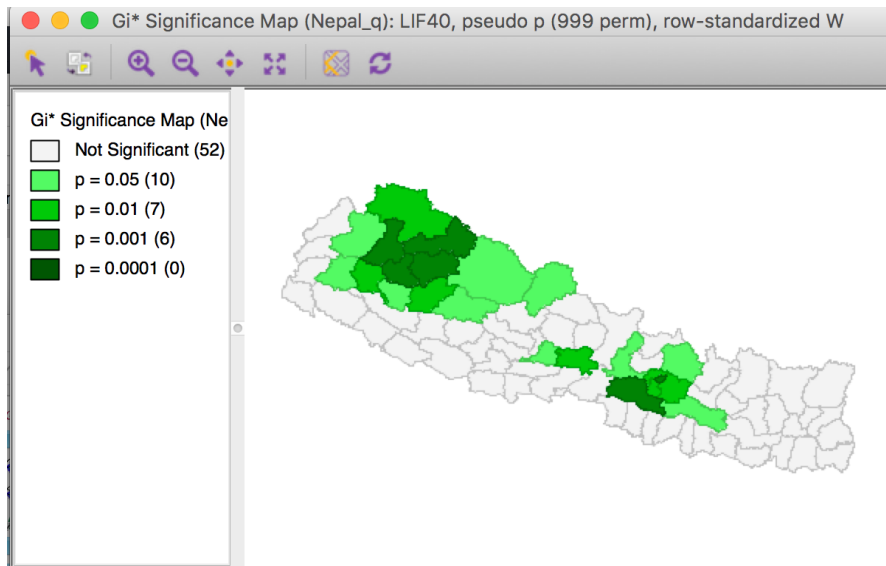 Gi* Significance Map (Nepal_q): LIF40, pseudo p (999 perm), row-standardized W
Gi* Significance Map (Ne
Not Significant (52)
p = 0.05 (10)
p = 0.01 (7)
p = 0.001 (6)
p = 0.0001 (0)